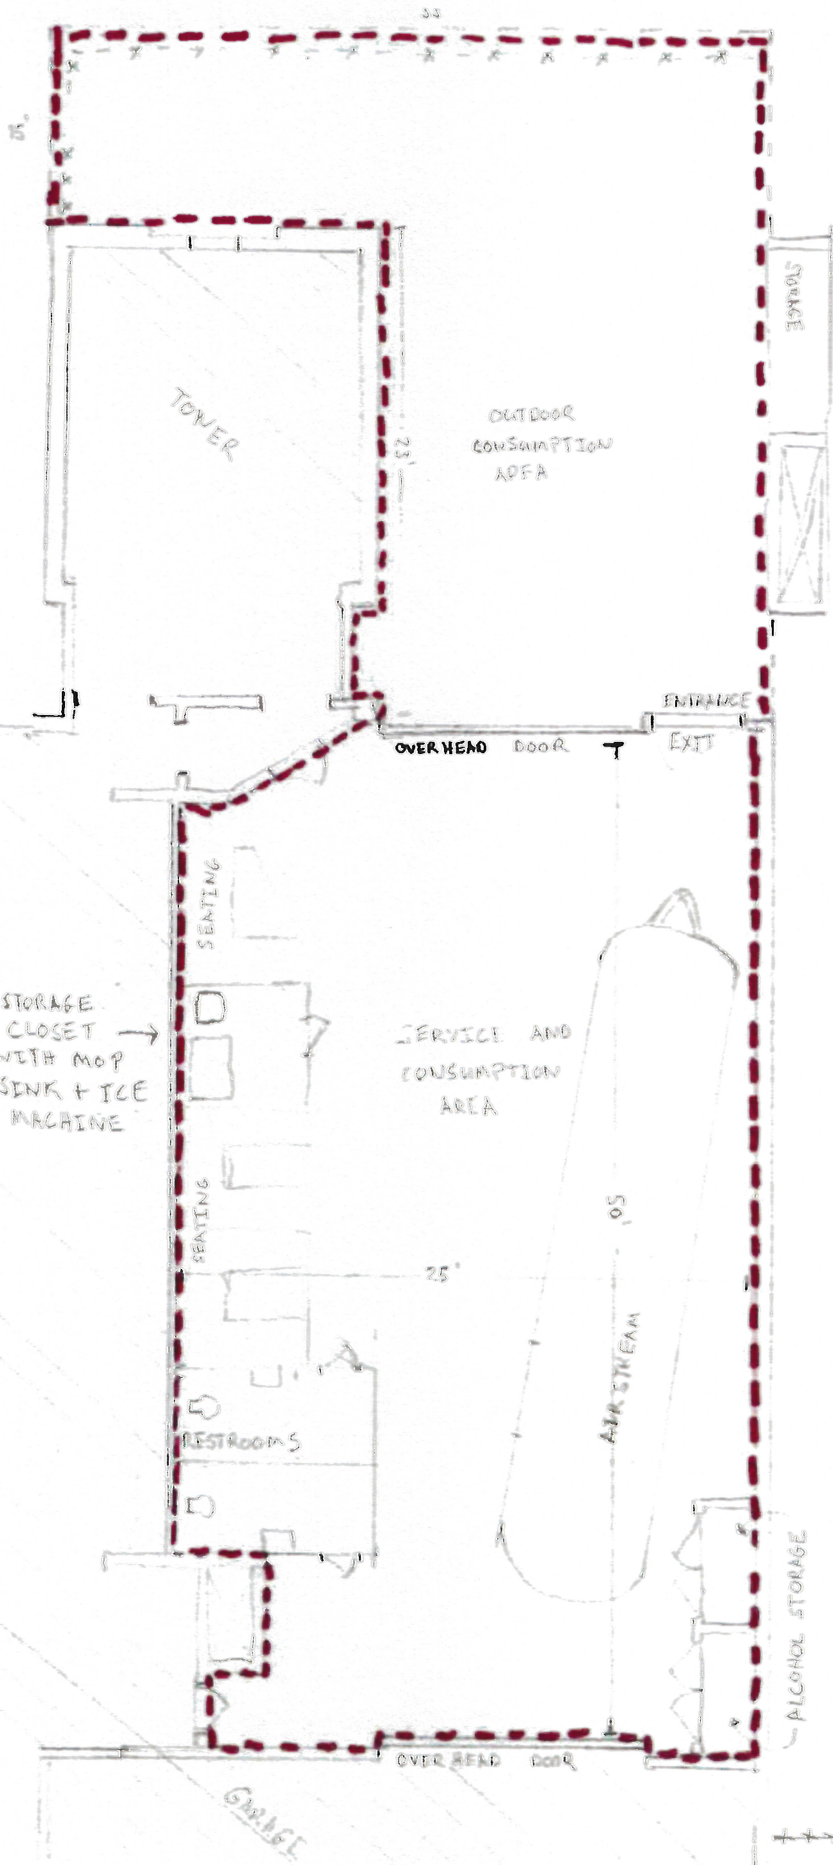 STORAGE
TOWER
OUTDOOR
CONSUMPTION
AREA
23'
ENTRANCE
EXIT
OVERHEAD DOOR
SEATING
STORAGE
CLOSET
WITH MOP
SINK + ICE
MACHINE
SERVICE AND
CONSUMPTION
AREA
SEATING
50'
25'
AIRSTREAM
RESTROOMS
ALCOHOL STORAGE
OVERHEAD DOOR
GARAGE